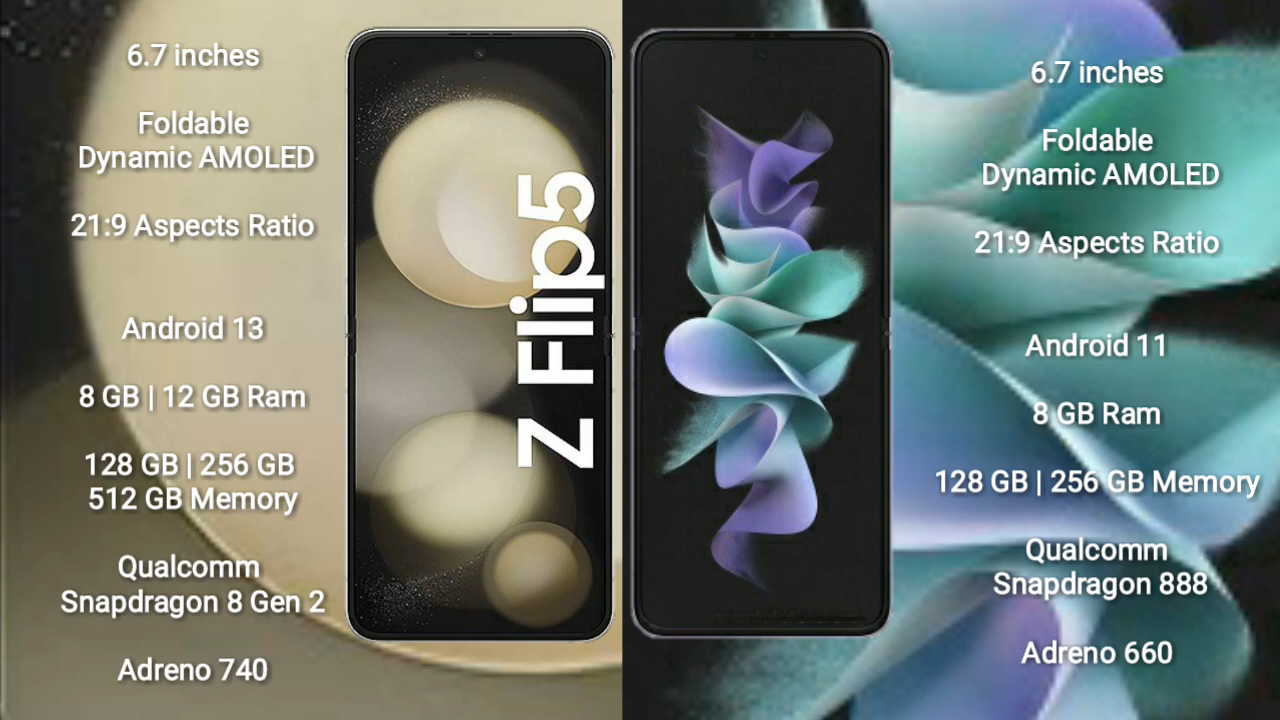 6.7 inches
Foldable
Dynamic AMOLED
21:9 Aspects Ratio
Android 13
8 GB | 12 GB Ram
128 GB | 256 GB
512 GB Memory
Qualcomm
Snapdragon 8 Gen 2
Adreno 740
Z Flip5
6.7 inches
Foldable
Dynamic AMOLED
21:9 Aspects Ratio
Android 11
8 GB Ram
128 GB | 256 GB Memory
Qualcomm
Snapdragon 888
Adreno 660